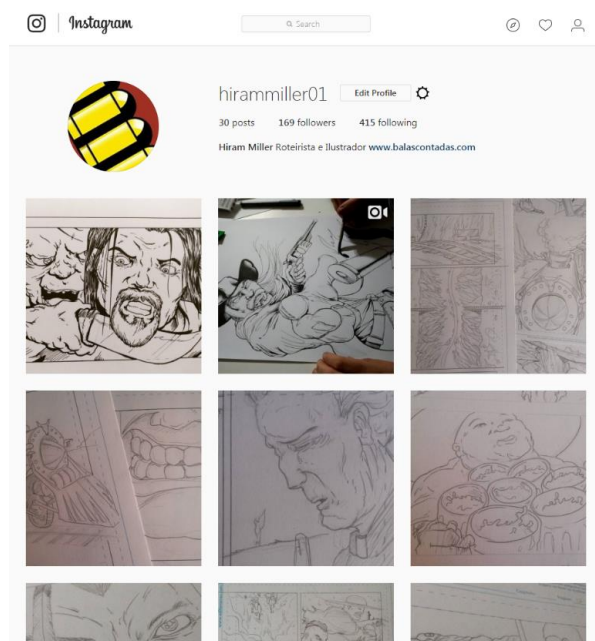 Instagram
Search
hirammiller01 Edit Profile
30 posts 169 followers 415 following
Hiram Miller Roteirista e Ilustrador www.balascontadas.com